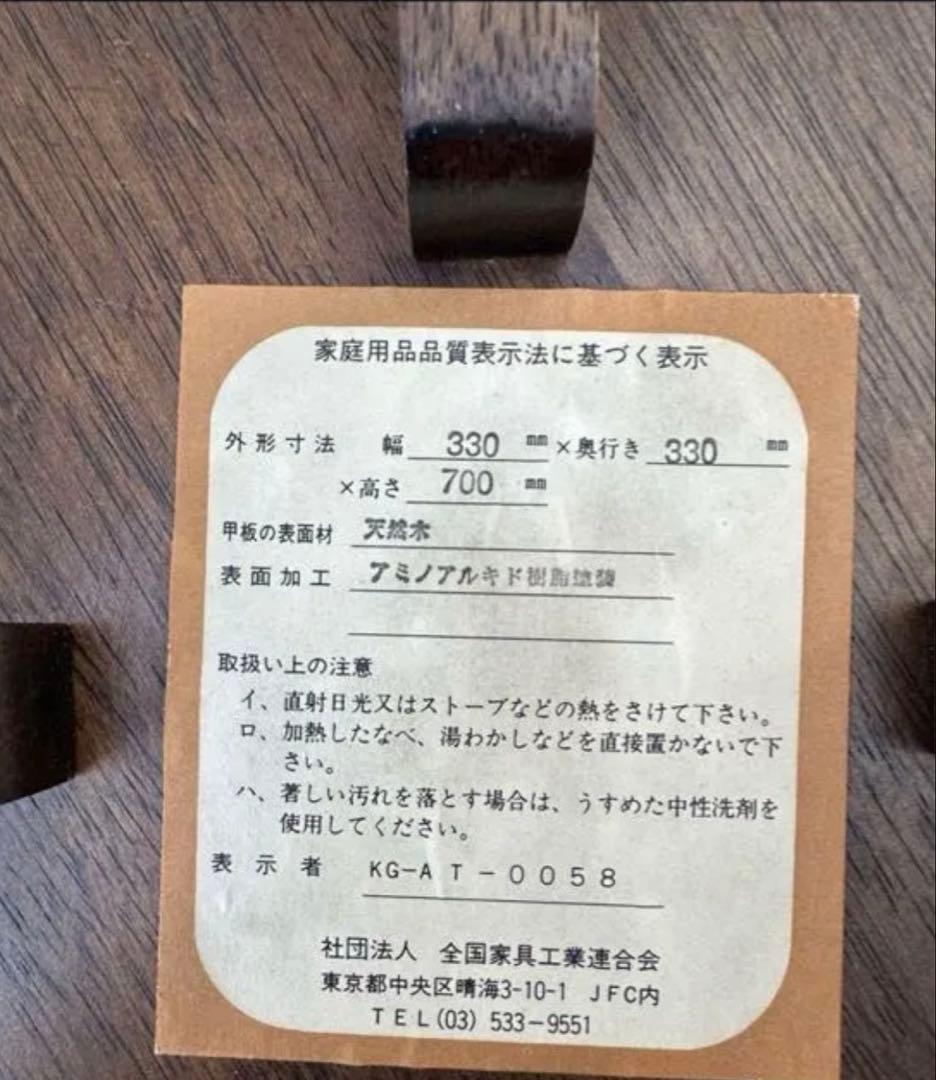 家庭用品品質表示法に基づく表示
外形寸法 幅 330 mm ×奥行き 330 mm
×高さ 700 mm
甲板の表面材 天然木
表面加工 アミノアルキド樹脂塗装
取扱い上の注意
イ、直射日光又はストーブなどの熱をさけて下さい。
ロ、加熱したなべ、湯わかしなどを直接置かないで下
さい。
ハ、著しい汚れを落とす場合は、うすめた中性洗剤を
使用してください。
表示者 KG-AT-0058
社団法人 全国家具工業連合会
東京都中央区晴海3-10-1 JFC内
TEL(03) 533-9551